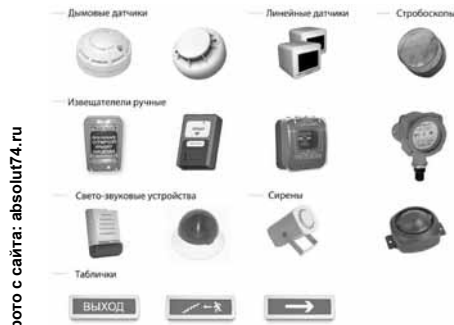 Дымовые датчики
Линейные датчики
Стробоскопы
Извещатели ручные
Свето-звуковые устройства
Сирены
Таблички
ВЫХОД
фото с сайта: absolut74.ru